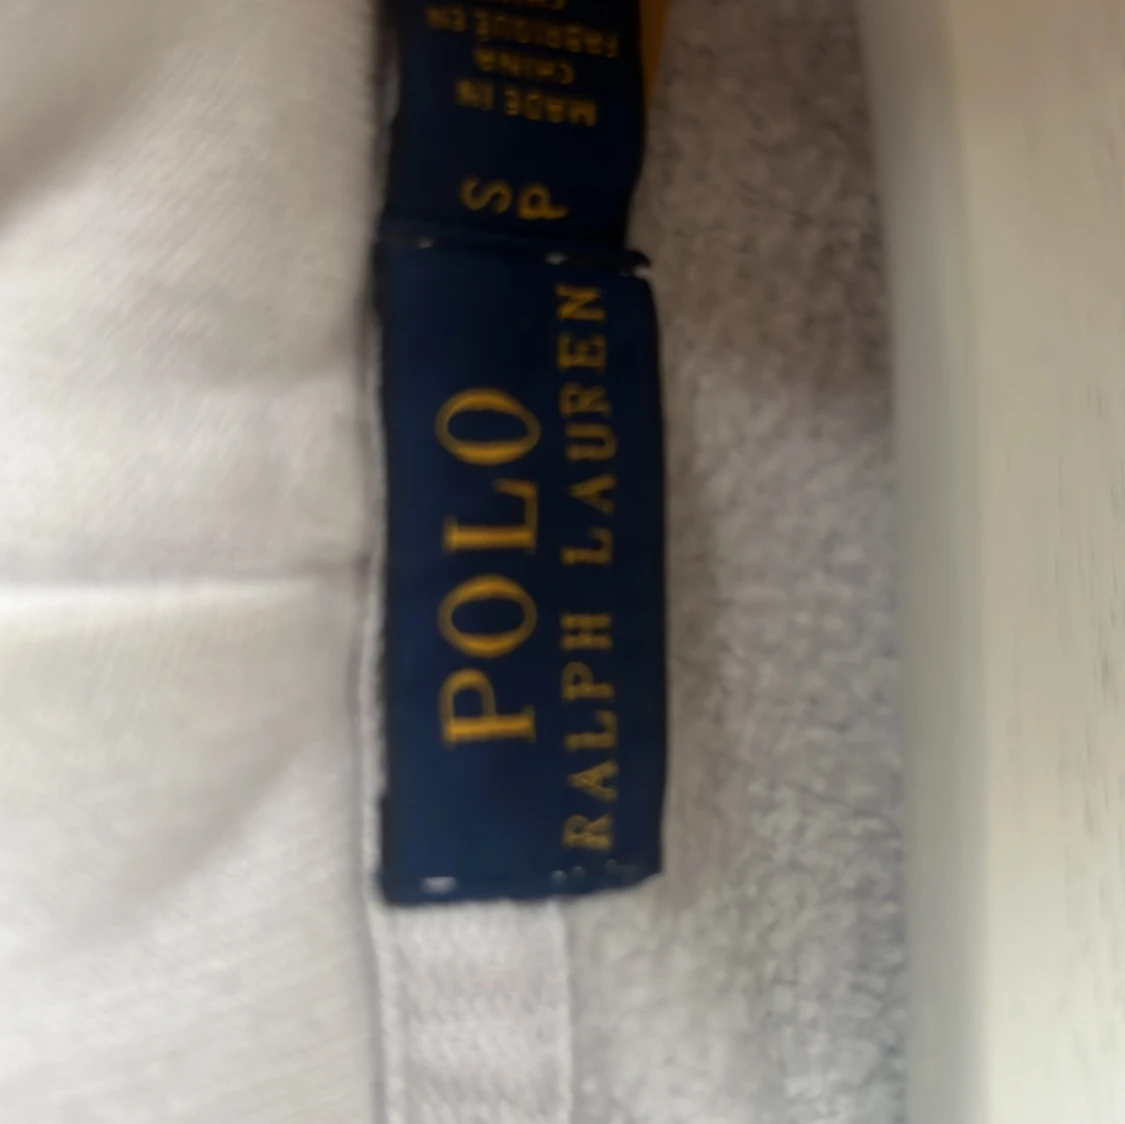 POLO
RALPH LAUREN
S
P
MADE IN
CHINA
FABRIQUÉ EN